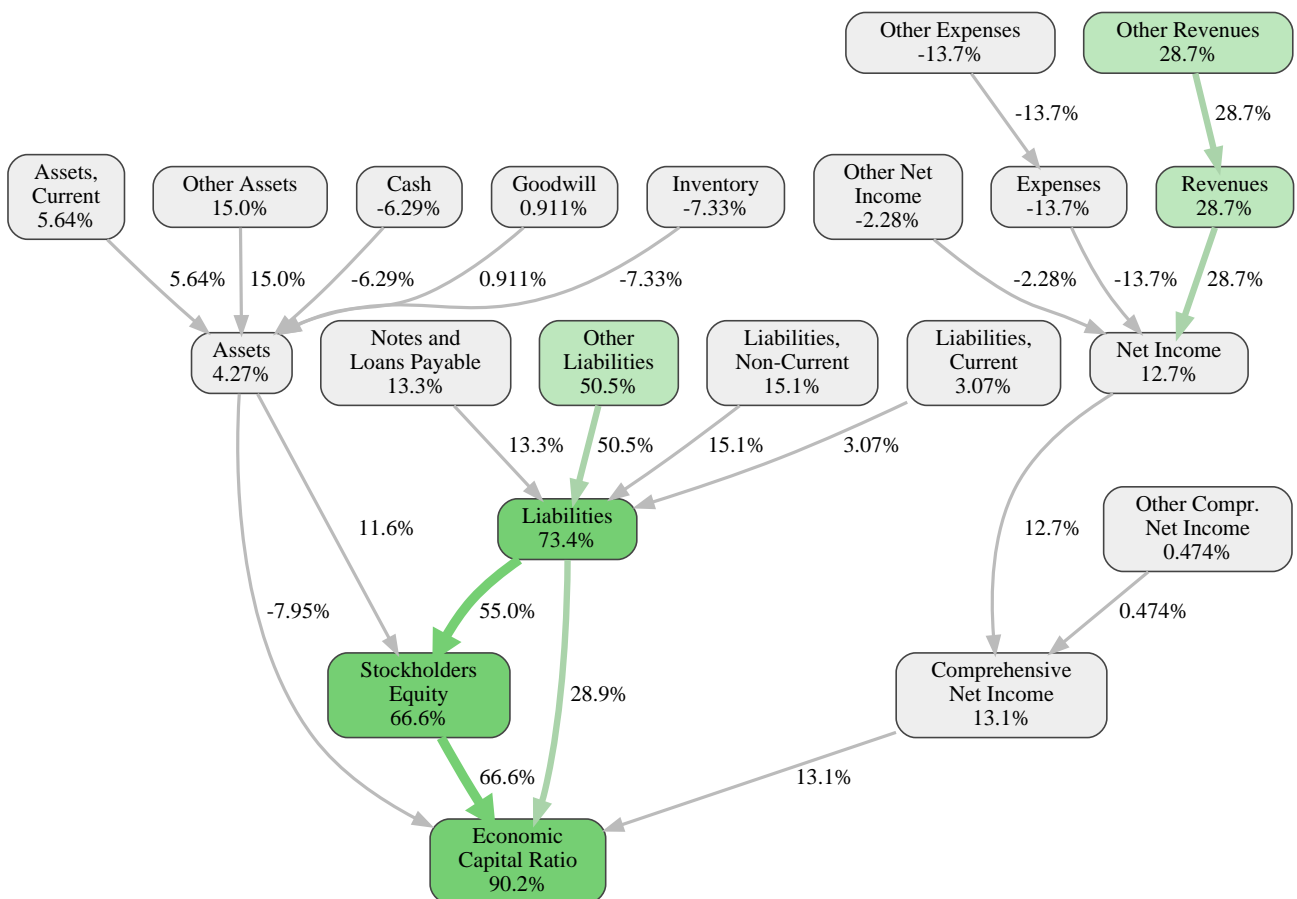 Other Expenses
-13.7%
Other Revenues
28.7%
-13.7%
28.7%
Assets,
Current
5.64%
Other Assets
15.0%
Cash
-6.29%
Goodwill
0.911%
Inventory
-7.33%
Other Net
Income
-2.28%
Expenses
-13.7%
Revenues
28.7%
5.64%
15.0%
-6.29%
0.911%
-7.33%
-2.28%
-13.7%
28.7%
Assets
4.27%
Notes and
Loans Payable
13.3%
Other
Liabilities
50.5%
Liabilities,
Non-Current
15.1%
Liabilities,
Current
3.07%
Net Income
12.7%
13.3%
50.5%
15.1%
3.07%
Liabilities
73.4%
11.6%
12.7%
Other Compr.
Net Income
0.474%
-7.95%
55.0%
0.474%
Stockholders
Equity
66.6%
28.9%
Comprehensive
Net Income
13.1%
66.6%
13.1%
Economic
Capital Ratio
90.2%